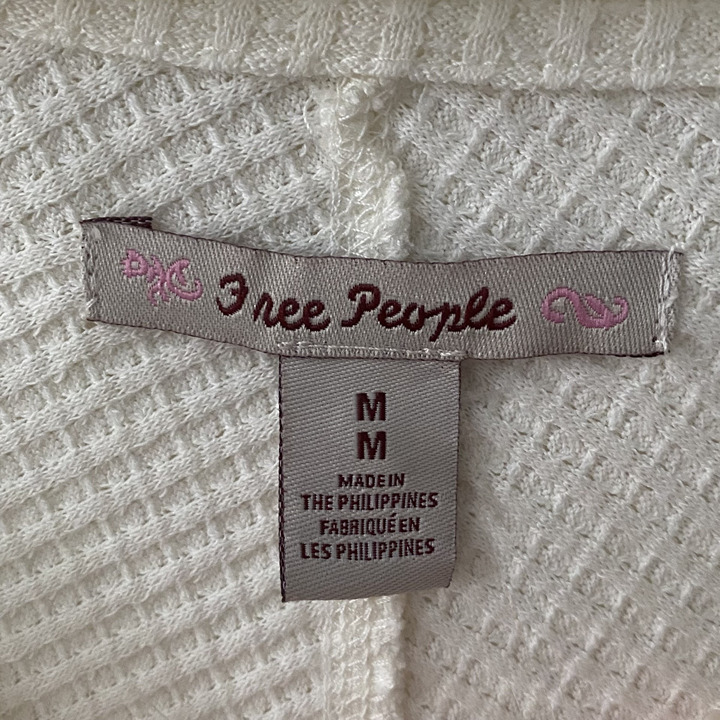 Free People
M
M
MADE IN
THE PHILIPPINES
FABRIQUÉ EN
LES PHILIPPINES